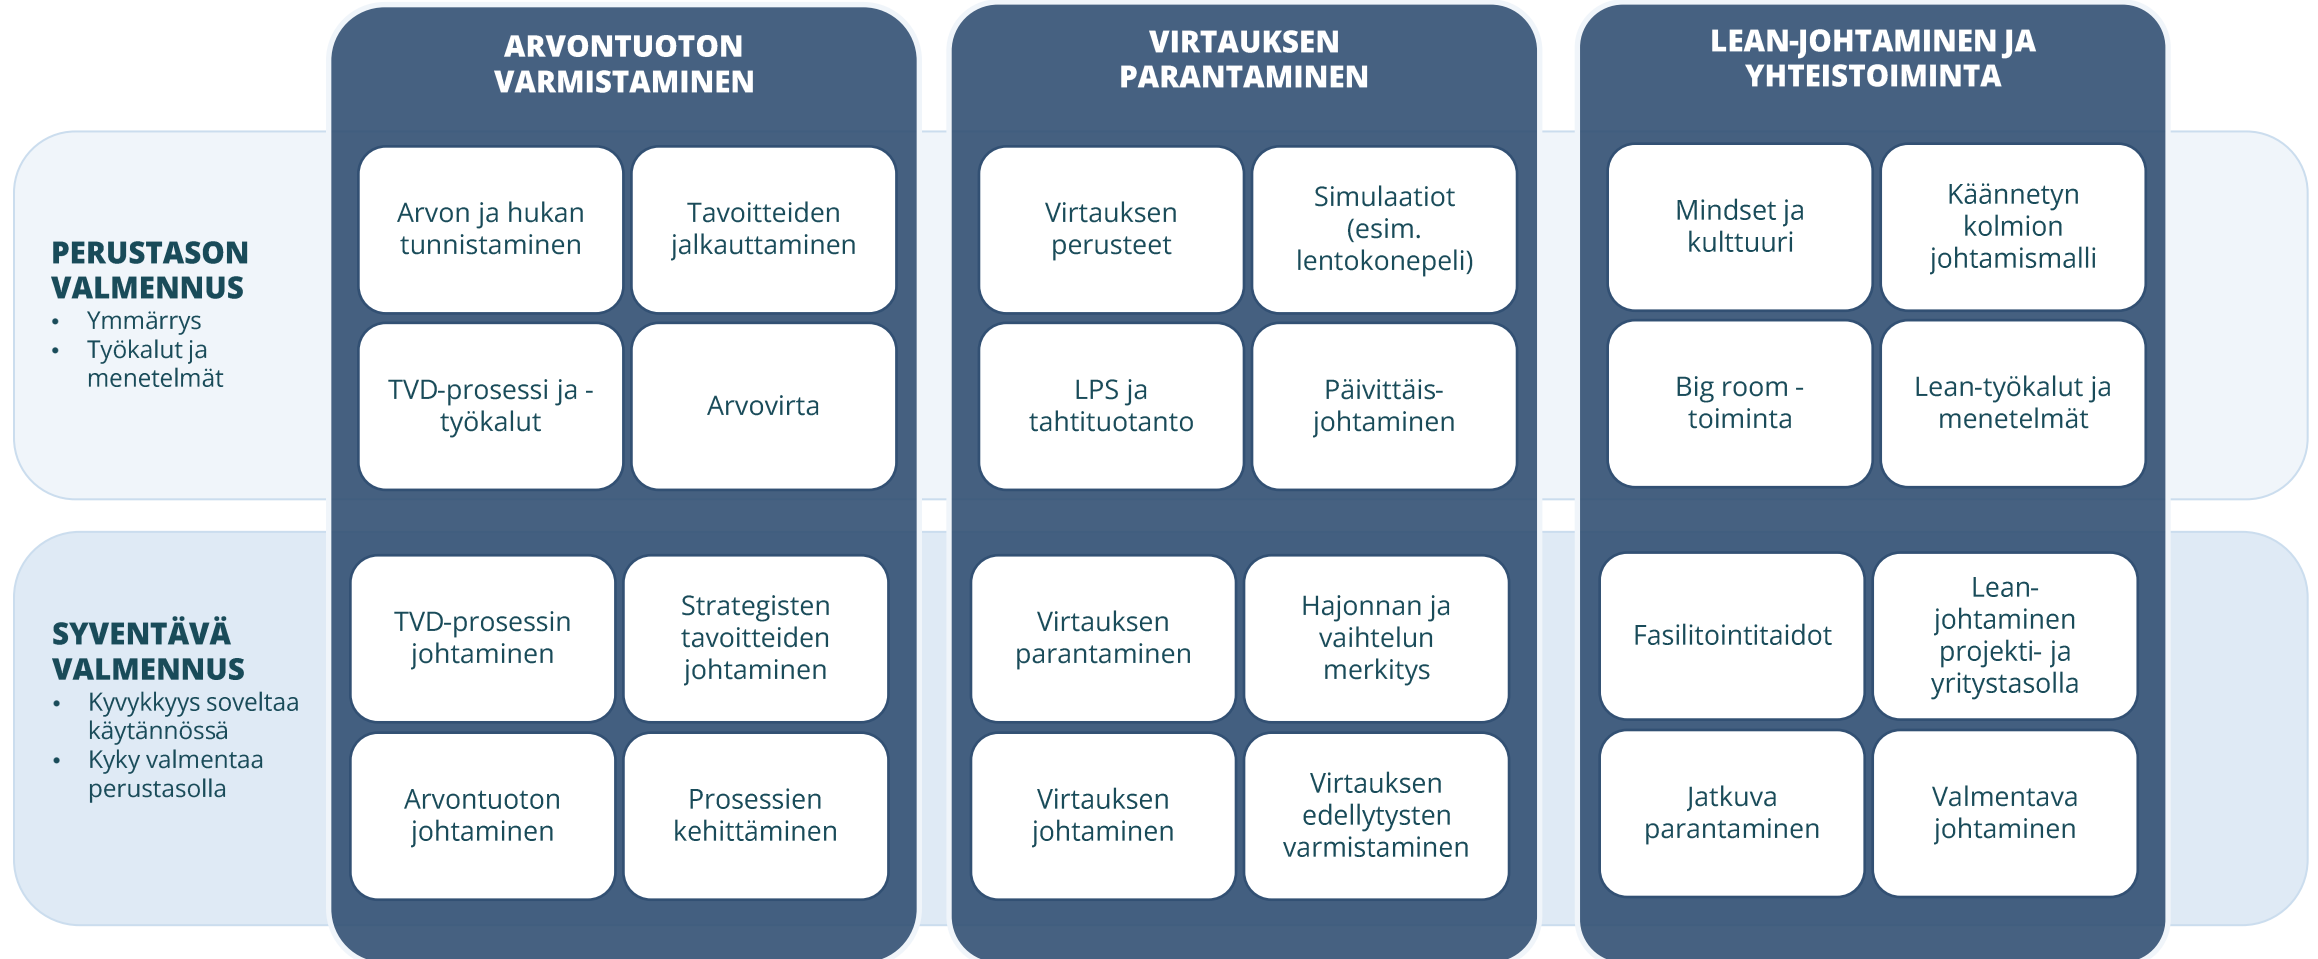 ARVONTUOTON
VARMISTAMINEN
VIRTAUKSEN
PARANTAMINEN
LEAN-JOHTAMINEN JA
YHTEISTOIMINTA
PERUSTASON
VALMENNUS
• Ymmärrys
• Työkalut ja
menetelmät
Arvon ja hukan
tunnistaminen
Tavoitteiden
jalkauttaminen
TVD-prosessi ja -
työkalut
Arvovirta
Virtauksen
perusteet
Simulaatiot
(esim.
lentokonepeli)
LPS ja
tahtituotanto
Päivittäis-
johtaminen
Mindset ja
kulttuuri
Käännetyn
kolmion
johtamismalli
Big room -
toiminta
Lean-työkalut ja
menetelmät
SYVENTÄVÄ
VALMENNUS
• Kyvykkyys soveltaa
käytännössä
• Kyky valmentaa
perustasolla
TVD-prosessin
johtaminen
Strategisten
tavoitteiden
johtaminen
Arvontuoton
johtaminen
Prosessien
kehittäminen
Virtauksen
parantaminen
Hajonnan ja
vaihtelun
merkitys
Virtauksen
johtaminen
Virtauksen
edellytysten
varmistaminen
Fasilitointitaidot
Lean-
johtaminen
projekti- ja
yritystasolla
Jatkuva
parantaminen
Valmentava
johtaminen